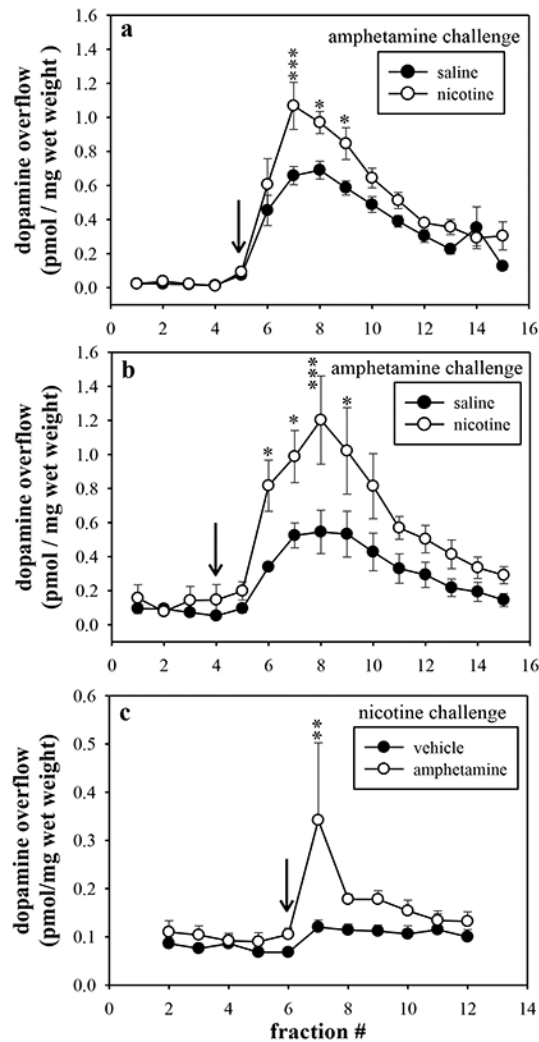 a
amphetamine challenge
saline
nicotine
***
*
*
dopamine overflow
(pmol / mg wet weight )
1.6
1.4
1.2
1.0
0.8
0.6
0.4
0.2
0.0
0 2 4 6 8 10 12 14 16
b
amphetamine challenge
saline
nicotine
*
*
***
*
dopamine overflow
(pmol / mg wet weight)
1.6
1.4
1.2
1.0
0.8
0.6
0.4
0.2
0.0
0 2 4 6 8 10 12 14 16
c
nicotine challenge
vehicle
amphetamine
**
dopamine overflow
(pmol/mg wet weight)
0.6
0.5
0.4
0.3
0.2
0.1
0.0
0 2 4 6 8 10 12 14
fraction #